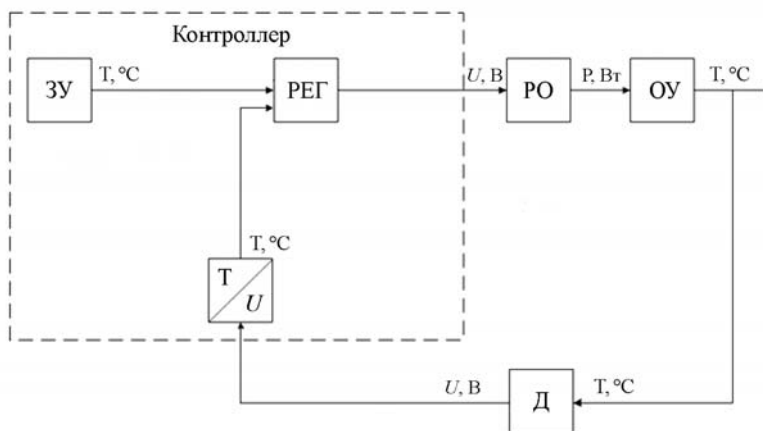 Контроллер
ЗУ
T, °C
РЕГ
U, В
РО
P, Вт
ОУ
T, °C
T, °C
T
U
U, В
Д
T, °C